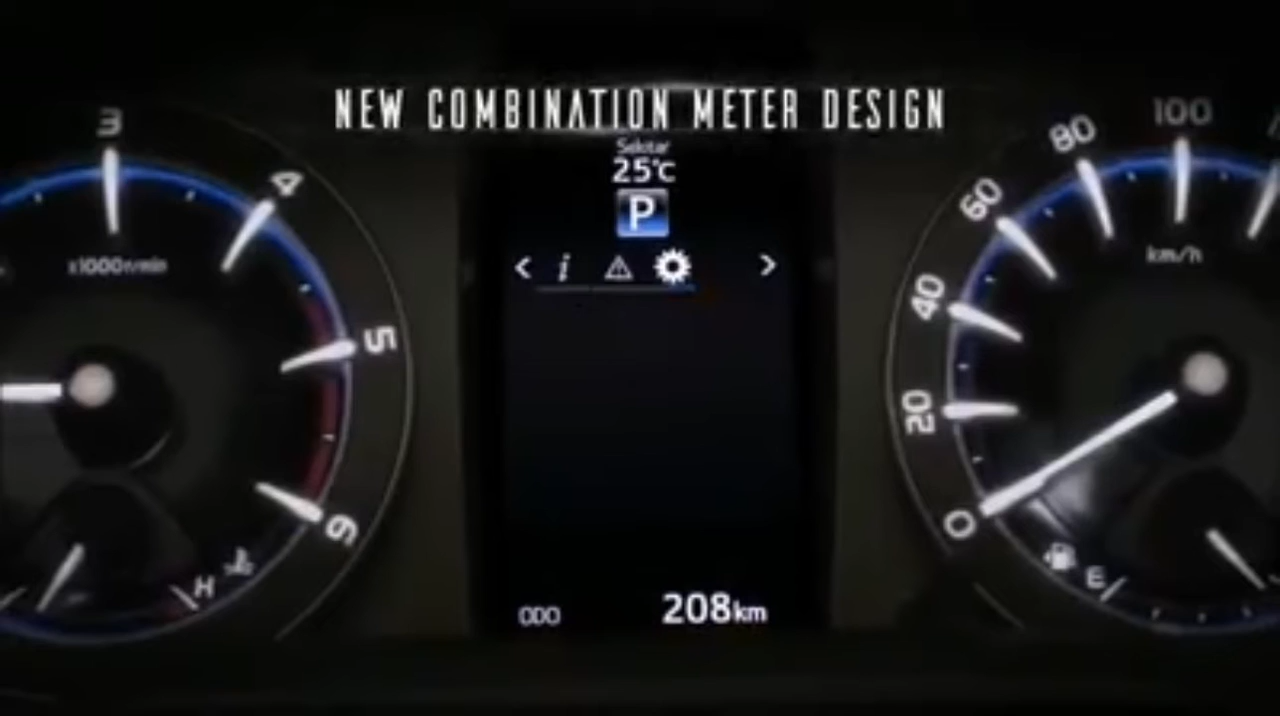 NEW COMBINATION METER DESIGN
Sekitar
25°C
P
i
3
4
5
6
x1000r/min
H
100
80
60
40
20
0
km/h
E
ODO 208km